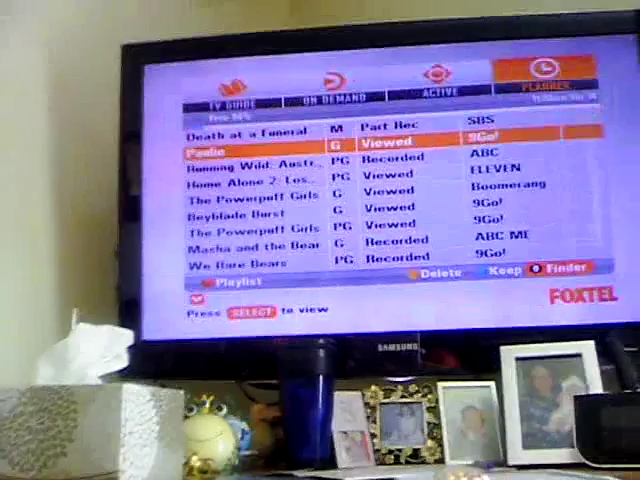 TV GUIDE
ON DEMAND
ACTIVE
PLANNER
Free 56%
Death at a Funeral M Part Rec SBS
Paulie G Viewed 9Go!
Running Wild: Austr... PG Recorded ABC
Home Alone 2: Los... PG Viewed ELEVEN
The Powerpuff Girls G Viewed Boomerang
Beyblade Burst G Viewed 9Go!
The Powerpuff Girls PG Viewed 9Go!
Masha and the Bear G Recorded ABC ME
We Bare Bears PG Recorded 9Go!
Playlist
Delete
Keep
Finder
Press SELECT to view
FOXTEL
SAMSUNG